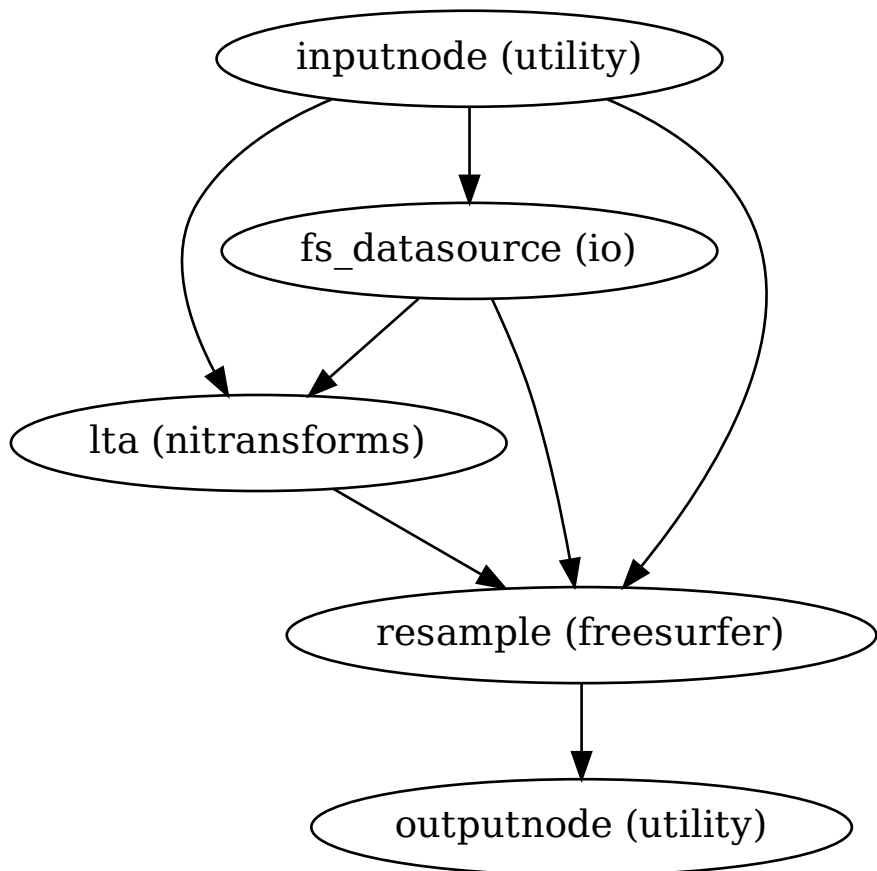 inputnode (utility)
fs_datasource (io)
lta (nitransforms)
resample (freesurfer)
outputnode (utility)